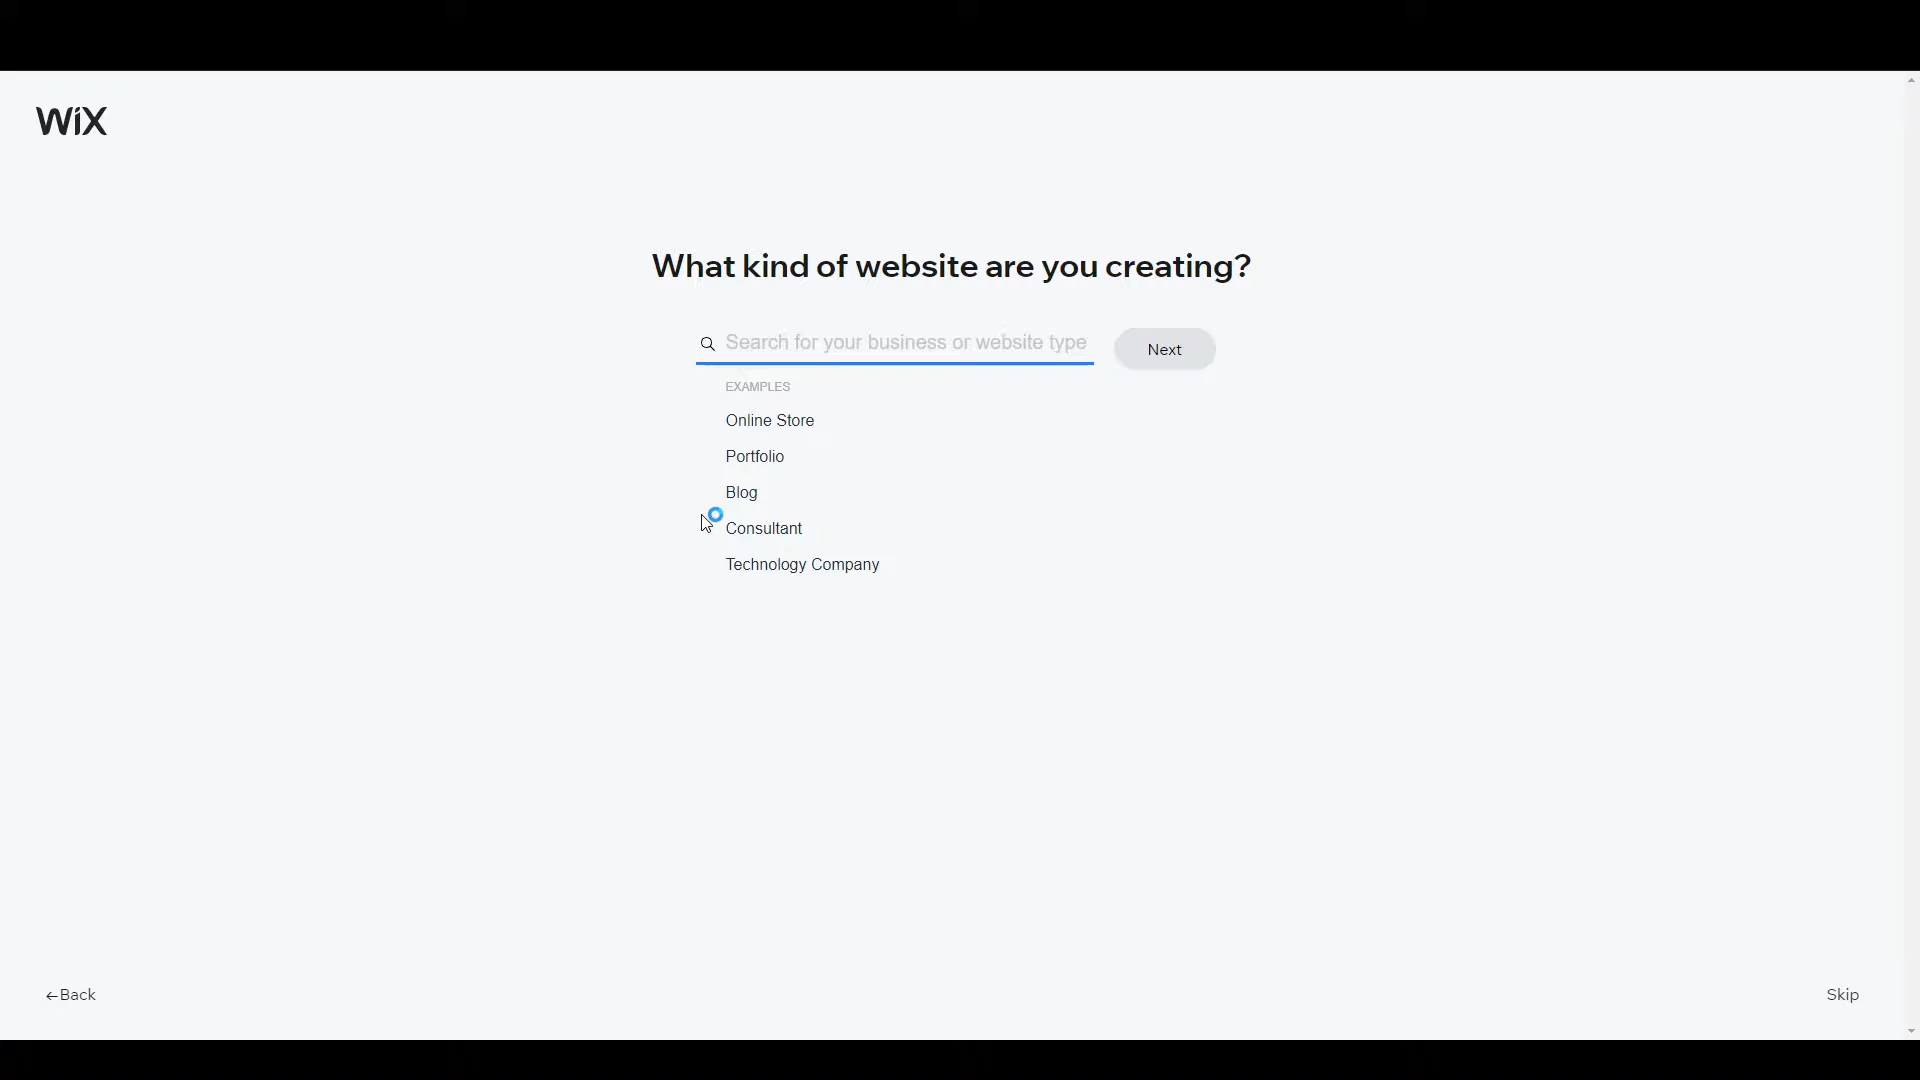 WiX
What kind of website are you creating?
Search for your business or website type
Next
EXAMPLES
Online Store
Portfolio
Blog
Consultant
Technology Company
←Back
Skip